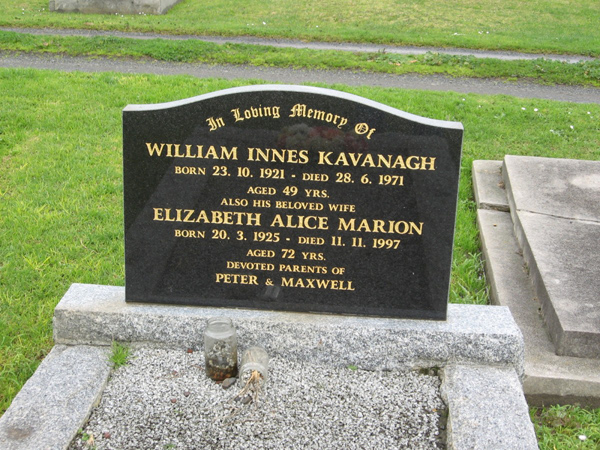 In Loving Memory Of
WILLIAM INNES KAVANAGH
BORN 23. 10. 1921 - DIED 28. 6. 1971
AGED 49 YRS.
ALSO HIS BELOVED WIFE
ELIZABETH ALICE MARION
BORN 20. 3. 1925 - DIED 11. 11. 1997
AGED 72 YRS.
DEVOTED PARENTS OF
PETER & MAXWELL